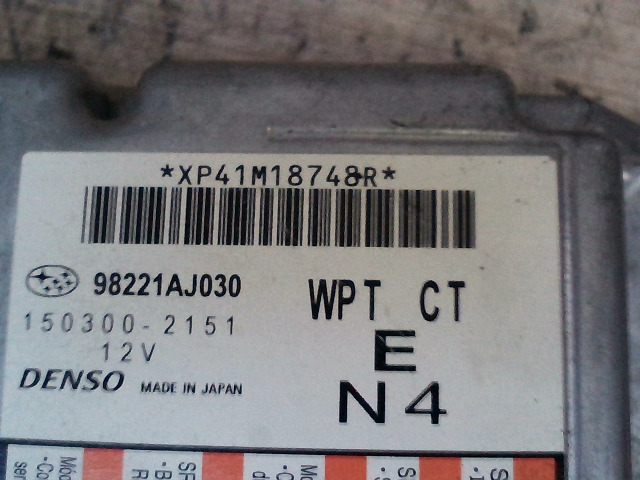 *XP41M18748R*
98221AJ030
150300-2151
12V
DENSO MADE IN JAPAN
WPT CT
E
N4